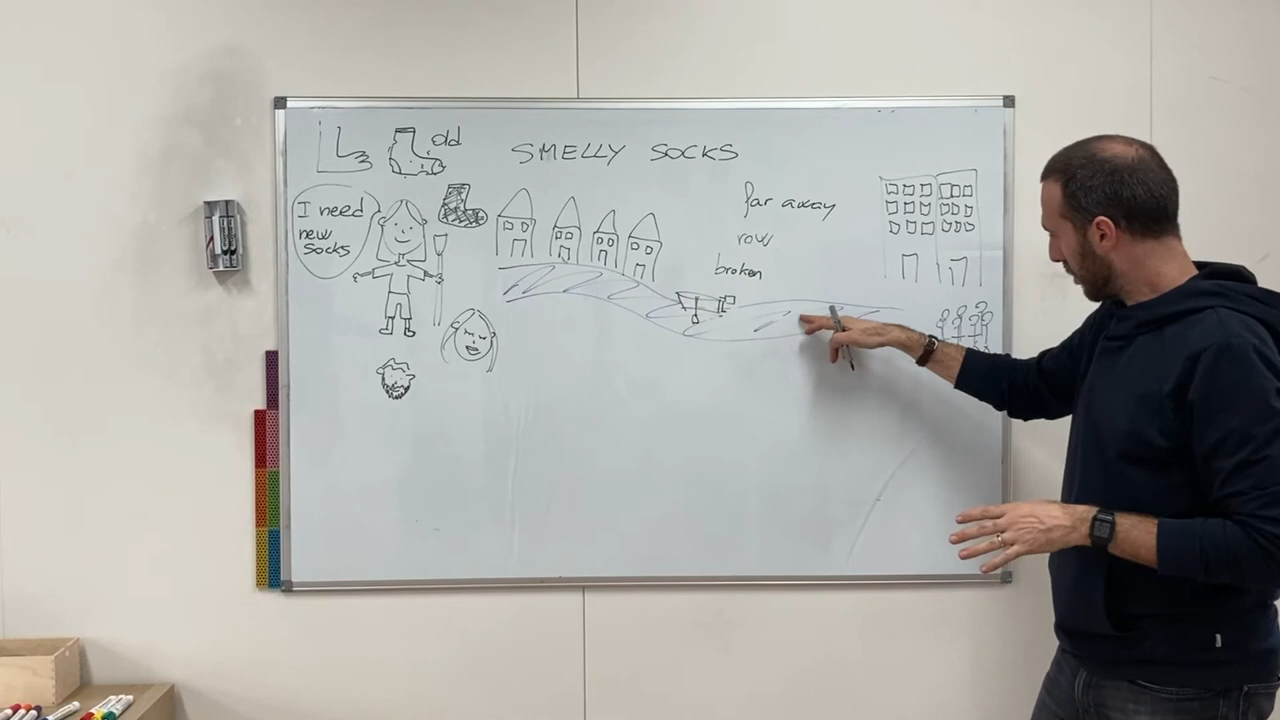 old
SMELLY SOCKS
I need
new
socks
far away
row
broken